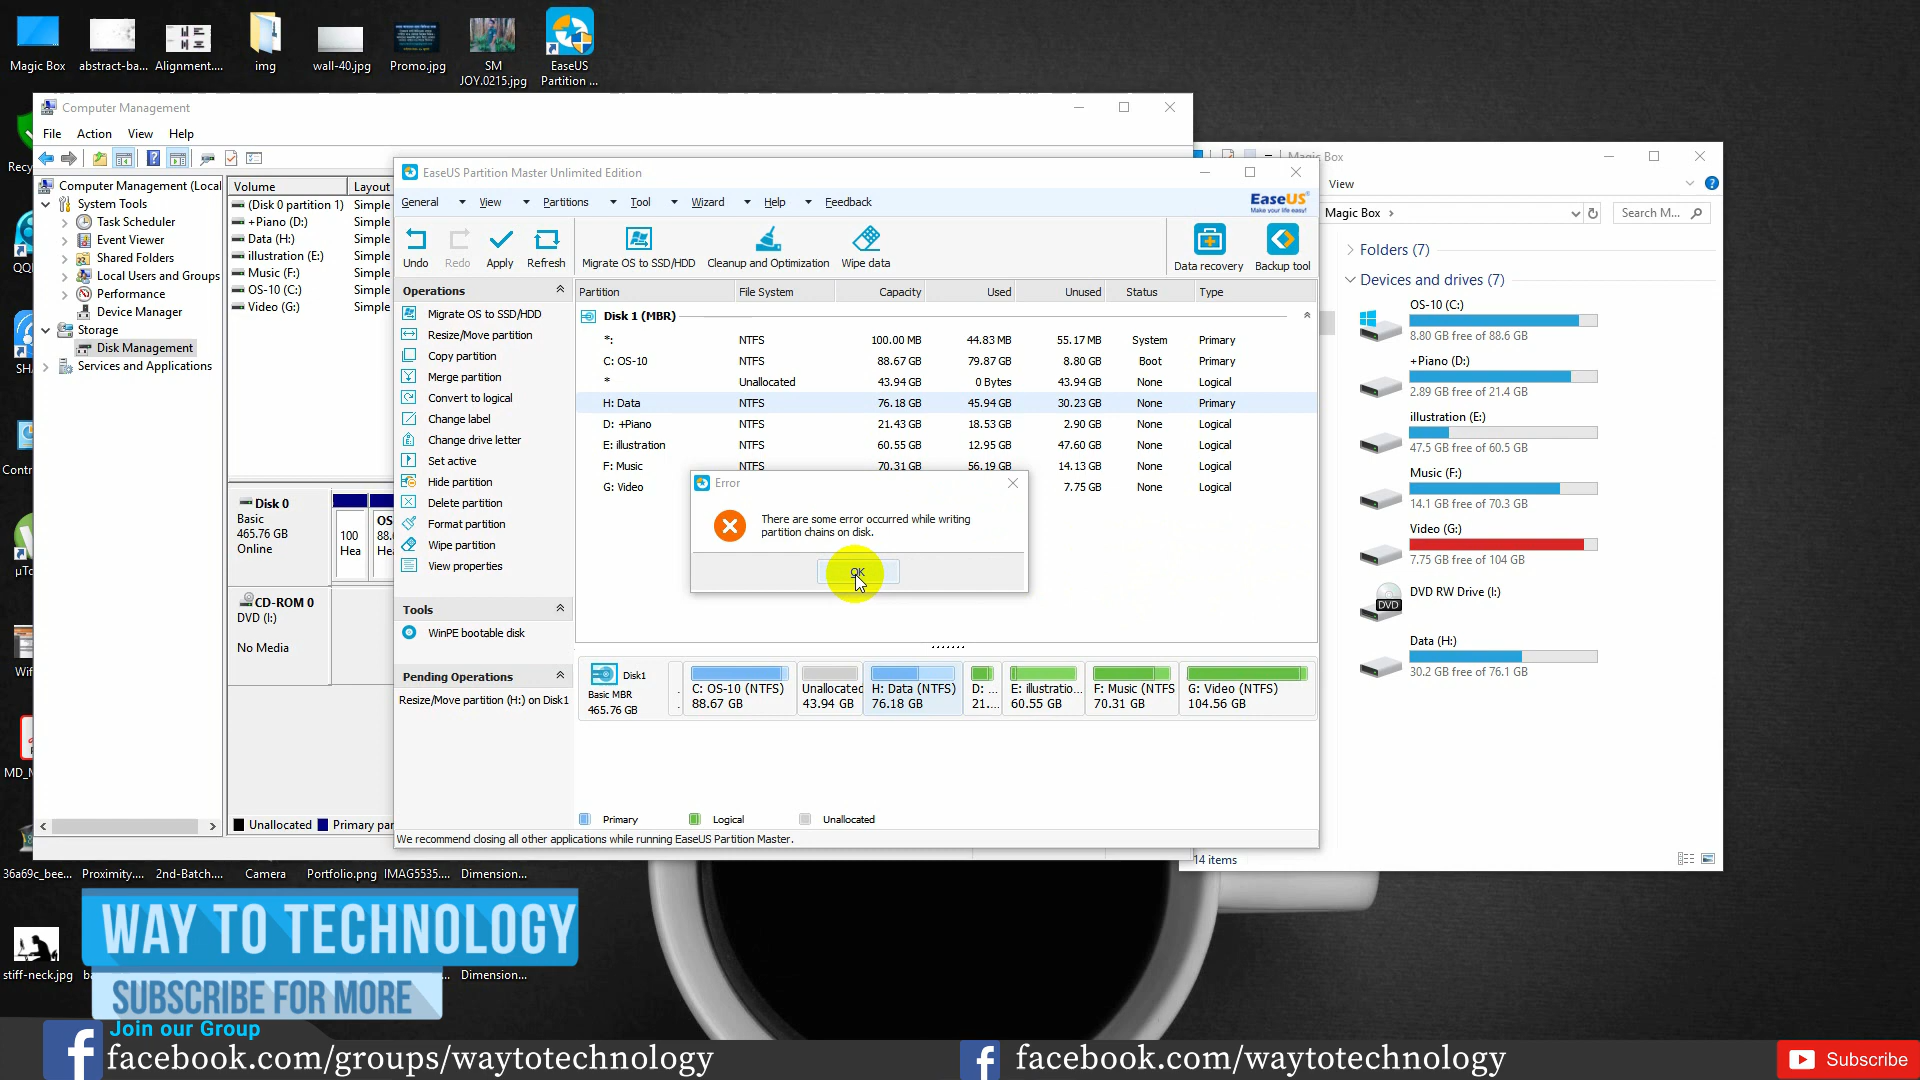 Magic Box
abstract-ba...
Alignment....
img
wall-40.jpg
Promo.jpg
SM
JOY.0215.jpg
EaseUS
Partition ...
Computer Management
File Action View Help
Computer Management (Local
System Tools
Task Scheduler
Event Viewer
Shared Folders
Local Users and Groups
Performance
Device Manager
Storage
Disk Management
Services and Applications
Volume Layout
(Disk 0 partition 1) Simple
+Piano (D:) Simple
Data (H:) Simple
illustration (E:) Simple
Music (F:) Simple
OS-10 (C:) Simple
Video (G:) Simple
Disk 0
Basic
465.76 GB
Online
100
Hea
OS
88.
He
CD-ROM 0
DVD (I:)
No Media
Unallocated Primary par
EaseUS Partition Master Unlimited Edition
General View Partitions Tool Wizard Help Feedback
EaseUS
Make your life easy!
Undo Redo Apply Refresh Migrate OS to SSD/HDD Cleanup and Optimization Wipe data Data recovery Backup tool
Operations
Migrate OS to SSD/HDD
Resize/Move partition
Copy partition
Merge partition
Convert to logical
Change label
Change drive letter
Set active
Hide partition
Delete partition
Format partition
Wipe partition
View properties
Tools
WinPE bootable disk
Pending Operations
Resize/Move partition (H:) on Disk1
Partition File System Capacity Used Unused Status Type
Disk 1 (MBR)
*: NTFS 100.00 MB 44.83 MB 55.17 MB System Primary
C: OS-10 NTFS 88.67 GB 79.87 GB 8.80 GB Boot Primary
* Unallocated 43.94 GB 0 Bytes 43.94 GB None Logical
H: Data NTFS 76.18 GB 45.94 GB 30.23 GB None Primary
D: +Piano NTFS 21.43 GB 18.53 GB 2.90 GB None Logical
E: illustration NTFS 60.55 GB 12.95 GB 47.60 GB None Logical
F: Music NTFS 70.31 GB 56.19 GB 14.13 GB None Logical
G: Video 7.75 GB None Logical
Error
There are some error occurred while writing
partition chains on disk.
OK
Disk1
Basic MBR
465.76 GB
C: OS-10 (NTFS)
88.67 GB
Unallocated
43.94 GB
H: Data (NTFS)
76.18 GB
D: ...
21....
E: illustratio...
60.55 GB
F: Music (NTFS
70.31 GB
G: Video (NTFS)
104.56 GB
Primary Logical Unallocated
We recommend closing all other applications while running EaseUS Partition Master.
View
Magic Box
Search M...
Folders (7)
Devices and drives (7)
OS-10 (C:)
8.80 GB free of 88.6 GB
+Piano (D:)
2.89 GB free of 21.4 GB
illustration (E:)
47.5 GB free of 60.5 GB
Music (F:)
14.1 GB free of 70.3 GB
Video (G:)
7.75 GB free of 104 GB
DVD
DVD RW Drive (I:)
Data (H:)
30.2 GB free of 76.1 GB
14 items
36a69c_bee...
Proximity....
2nd-Batch....
Camera
Portfolio.png
IMAG5535....
Dimension...
stiff-neck.jpg
Dimension...
WAY TO TECHNOLOGY
SUBSCRIBE FOR MORE
Join our Group
facebook.com/groups/waytotechnology
facebook.com/waytotechnology
Subscribe